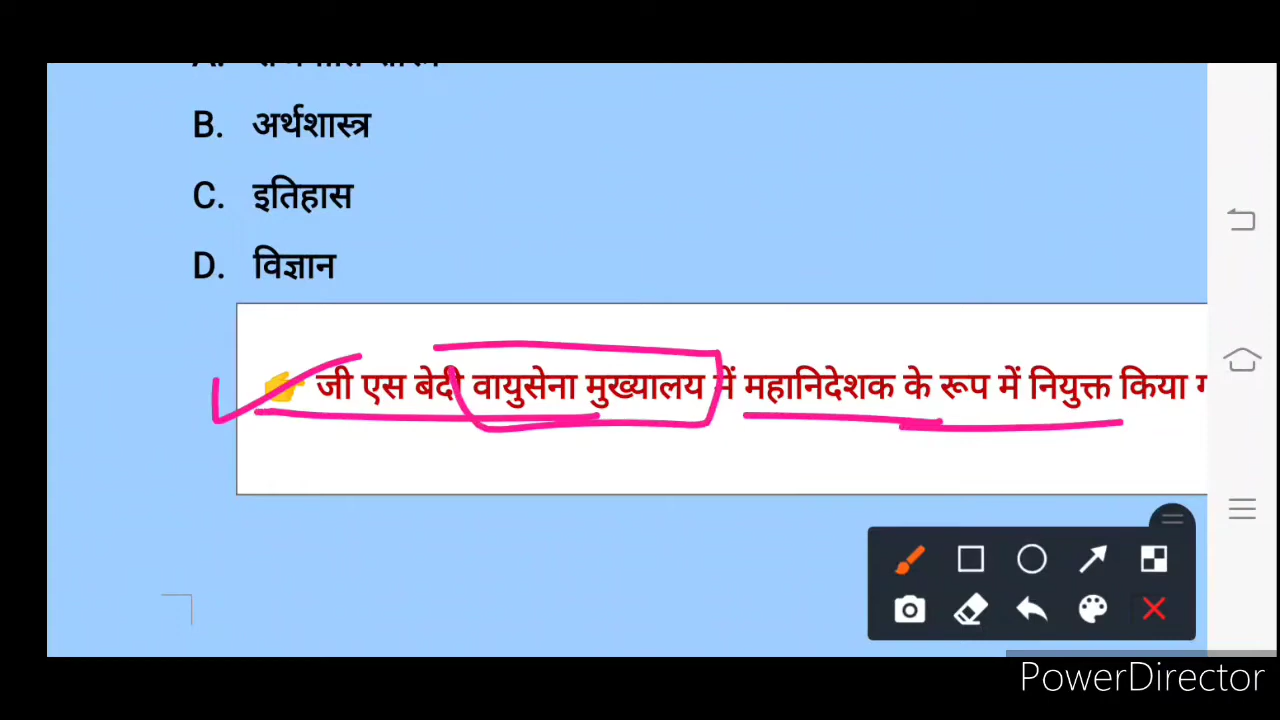 B. अर्थशास्त्र
C. इतिहास
D. विज्ञान
👉 जी एस बेदी वायुसेना मुख्यालय में महानिदेशक के रूप में नियुक्त किया
PowerDirector